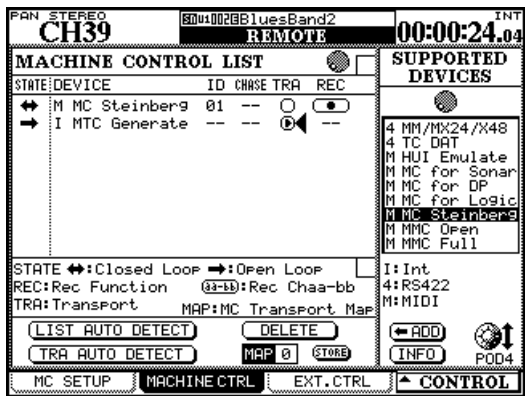 PAN STEREO
CH39
BluesBand2
REMOTE
INT
00:00:24.04
MACHINE CONTROL LIST
STATE DEVICE ID CHASE TRA REC
M MC Steinberg 01 --
I MTC Generate -- -- --
SUPPORTED
DEVICES
4 MM/MX24/X48
4 TC DAT
M HUI Emulate
M MC for Sonar
M MC for DP
M MC for Logic
M MC Steinberg
M MMC Open
M MMC Full
STATE ↔:Closed Loop ➡:Open Loop
REC:Rec Function aa-bb:Rec Chaa-bb
TRA:Transport MAP:MC Transport Map
I:Int
4:RS422
M:MIDI
LIST AUTO DETECT DELETE
TRA AUTO DETECT MAP 0 STORE
⬅ ADD
INFO POD4
MC SETUP MACHINE CTRL EXT.CTRL CONTROL